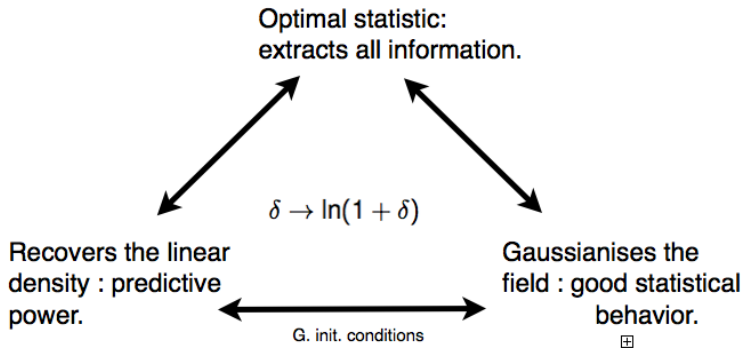 Optimal statistic:
extracts all information.
δ → ln(1 + δ)
Recovers the linear
density : predictive
power.
Gaussianises the
field : good statistical
behavior.
G. init. conditions